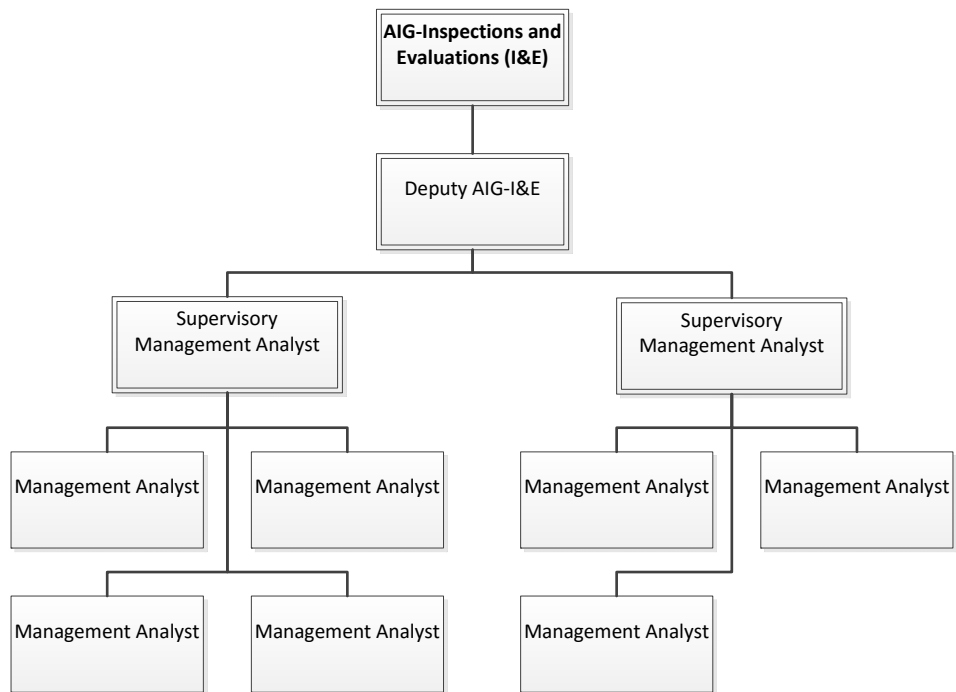 AIG-Inspections and
Evaluations (I&E)
Deputy AIG-I&E
Supervisory
Management Analyst
Supervisory
Management Analyst
Management Analyst
Management Analyst
Management Analyst
Management Analyst
Management Analyst
Management Analyst
Management Analyst